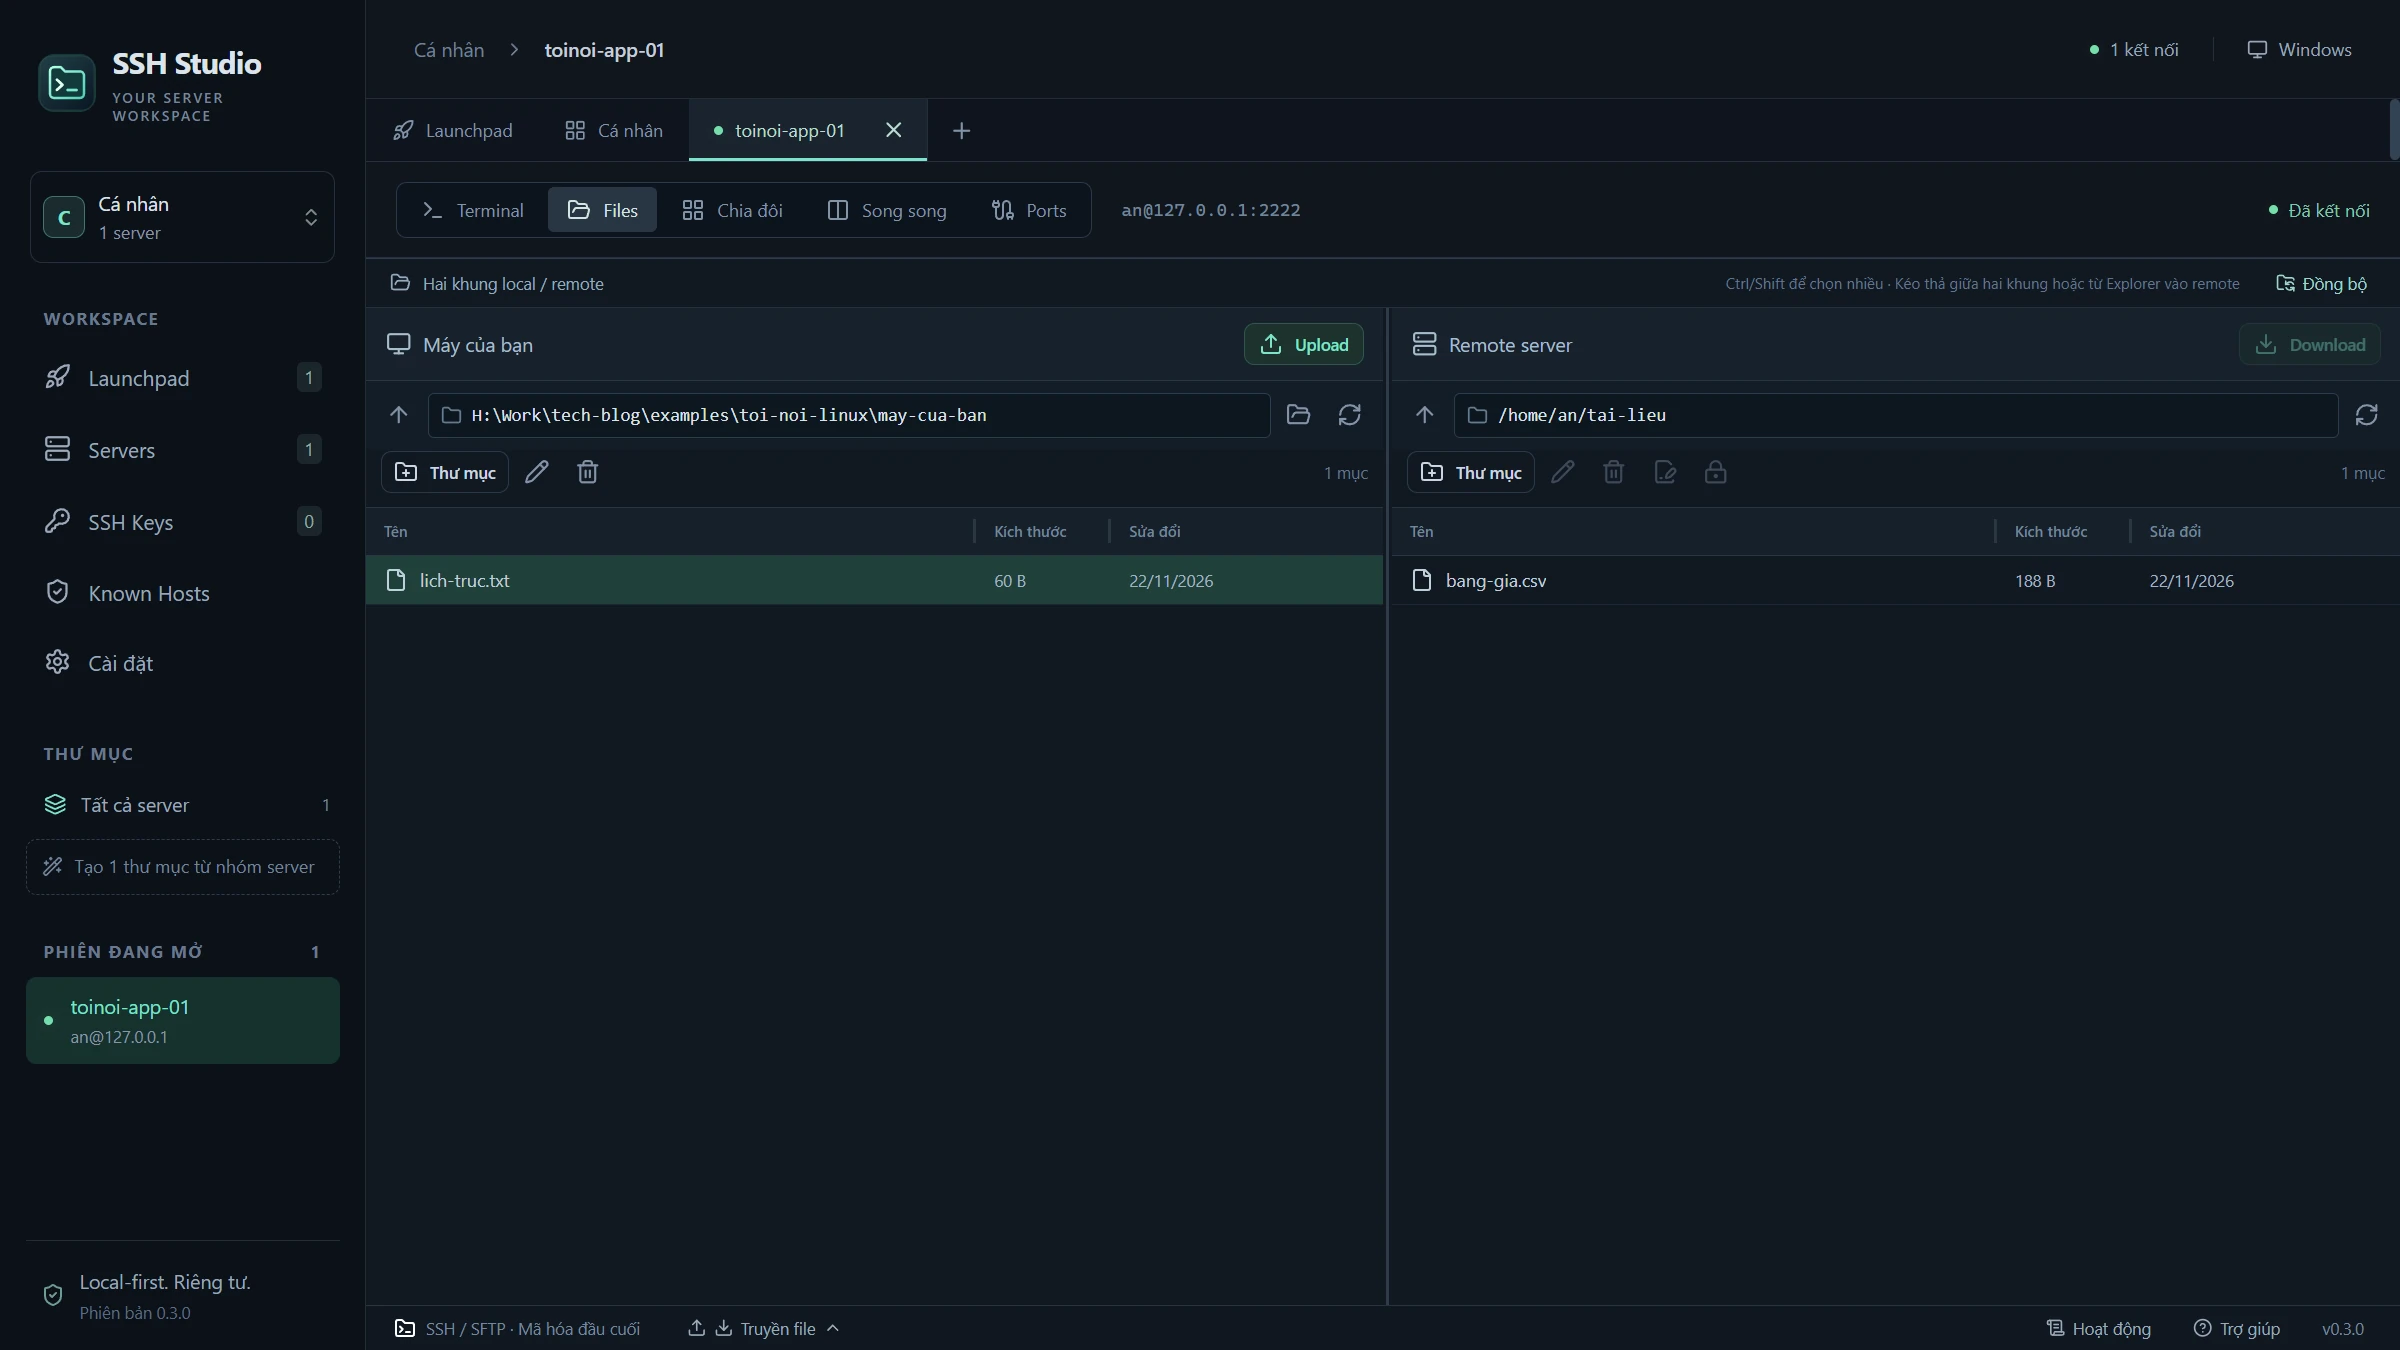 SSH Studio
YOUR SERVER
WORKSPACE
C
Cá nhân
1 server
WORKSPACE
Launchpad 1
Servers 1
SSH Keys 0
Known Hosts
Cài đặt
THƯ MỤC
Tất cả server 1
Tạo 1 thư mục từ nhóm server
PHIÊN ĐANG MỞ 1
toinoi-app-01
an@127.0.0.1
Local-first. Riêng tư.
Phiên bản 0.3.0
Cá nhân > toinoi-app-01
1 kết nối
Windows
Launchpad
Cá nhân
toinoi-app-01
Terminal
Files
Chia đôi
Song song
Ports
an@127.0.0.1:2222
Đã kết nối
Hai khung local / remote
Ctrl/Shift để chọn nhiều · Kéo thả giữa hai khung hoặc từ Explorer vào remote
Đồng bộ
Máy của bạn
Upload
H:\Work\tech-blog\examples\toi-noi-linux\may-cua-ban
Thư mục
1 mục
Tên Kích thước Sửa đổi
lich-truc.txt 60 B 22/11/2026
Remote server
Download
/home/an/tai-lieu
Thư mục
1 mục
Tên Kích thước Sửa đổi
bang-gia.csv 188 B 22/11/2026
SSH / SFTP · Mã hóa đầu cuối
Truyền file
Hoạt động
Trợ giúp
v0.3.0